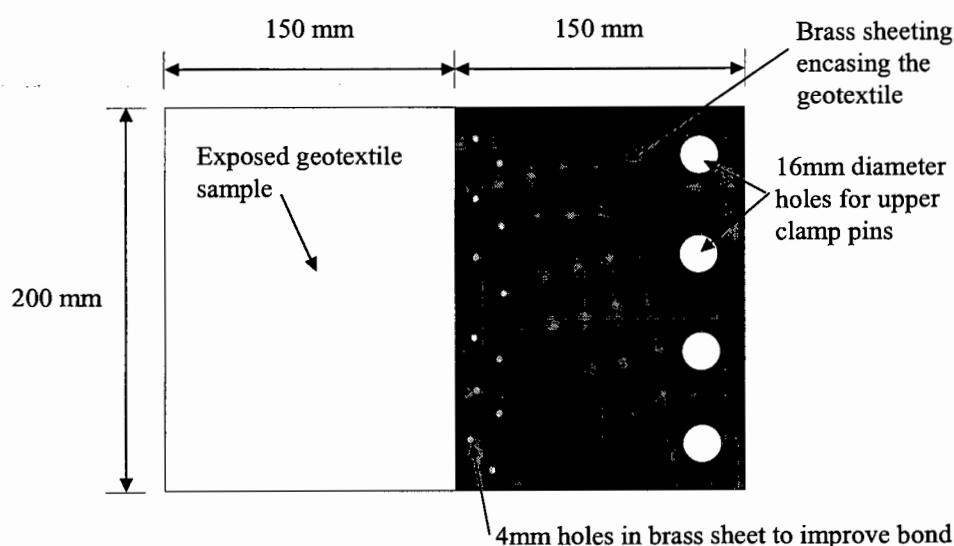 150 mm
150 mm
Brass sheeting
encasing the
geotextile
Exposed geotextile
sample
16mm diameter
holes for upper
clamp pins
200 mm
4mm holes in brass sheet to improve bond